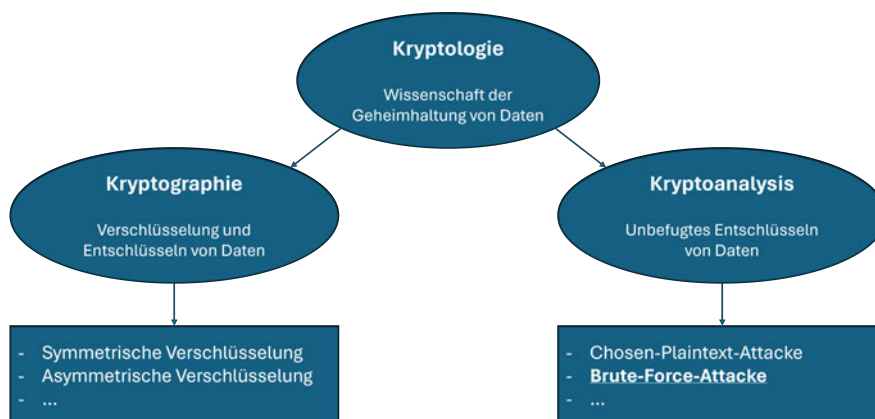 Kryptologie
Wissenschaft der
Geheimhaltung von Daten
Kryptographie
Verschlüsselung und
Entschlüsseln von Daten
Kryptoanalysis
Unbefugtes Entschlüsseln
von Daten
- Symmetrische Verschlüsselung
- Asymmetrische Verschlüsselung
- ...
- Chosen-Plaintext-Attacke
- Brute-Force-Attacke
- ...